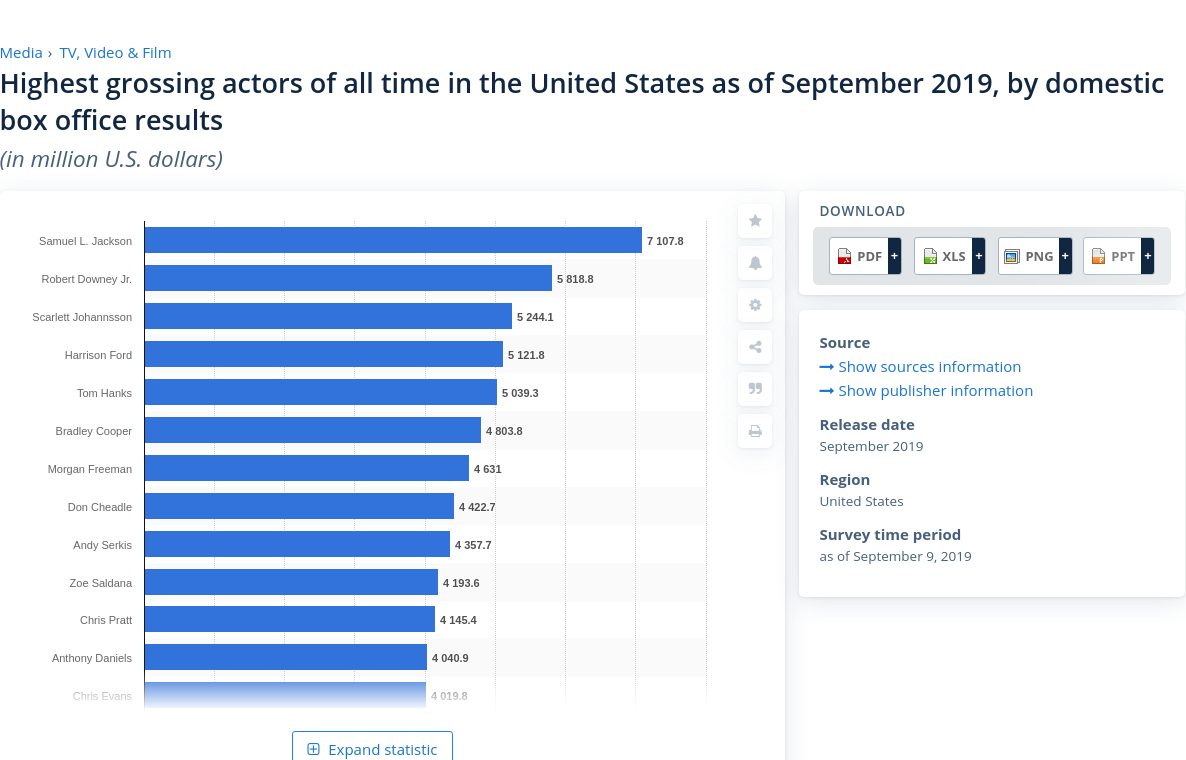 Media › TV, Video & Film
Highest grossing actors of all time in the United States as of September 2019, by domestic
box office results
(in million U.S. dollars)
Samuel L. Jackson 7 107.8
Robert Downey Jr. 5 818.8
Scarlett Johannsson 5 244.1
Harrison Ford 5 121.8
Tom Hanks 5 039.3
Bradley Cooper 4 803.8
Morgan Freeman 4 631
Don Cheadle 4 422.7
Andy Serkis 4 357.7
Zoe Saldana 4 193.6
Chris Pratt 4 145.4
Anthony Daniels 4 040.9
Chris Evans 4 019.8
Expand statistic
DOWNLOAD
PDF + XLS + PNG + PPT +
Source
Show sources information
Show publisher information
Release date
September 2019
Region
United States
Survey time period
as of September 9, 2019